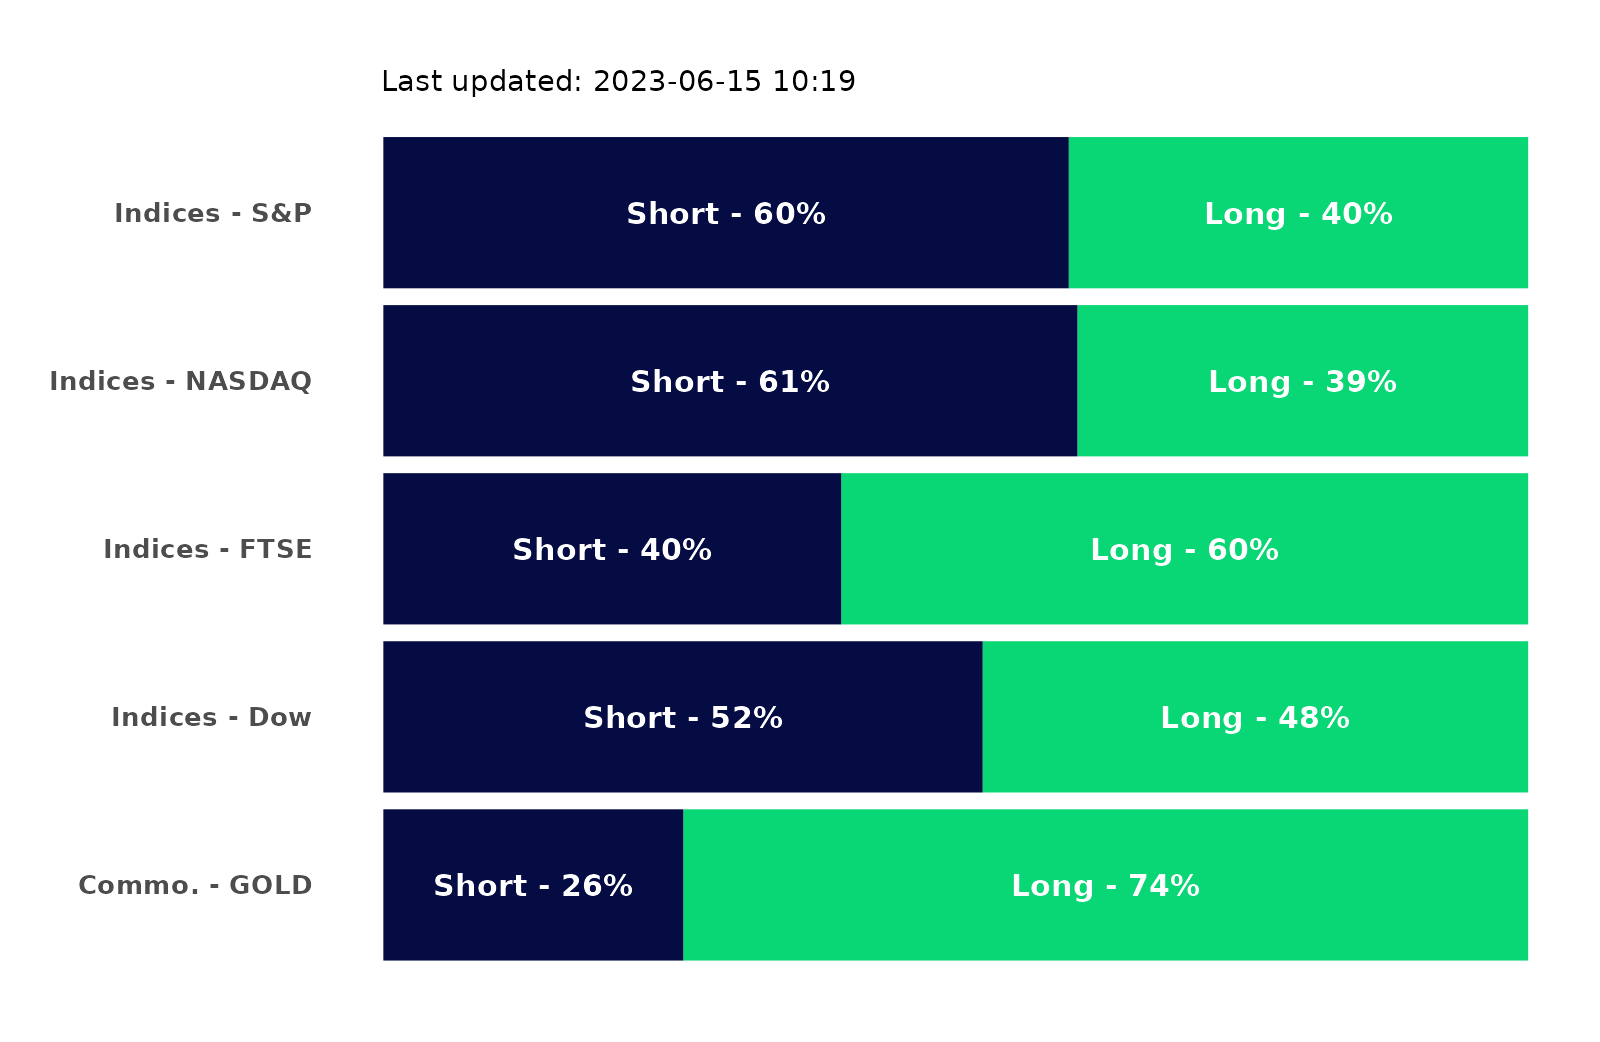 Last updated: 2023-06-15 10:19
Indices - S&P Short - 60% Long - 40%
Indices - NASDAQ Short - 61% Long - 39%
Indices - FTSE Short - 40% Long - 60%
Indices - Dow Short - 52% Long - 48%
Commo. - GOLD Short - 26% Long - 74%